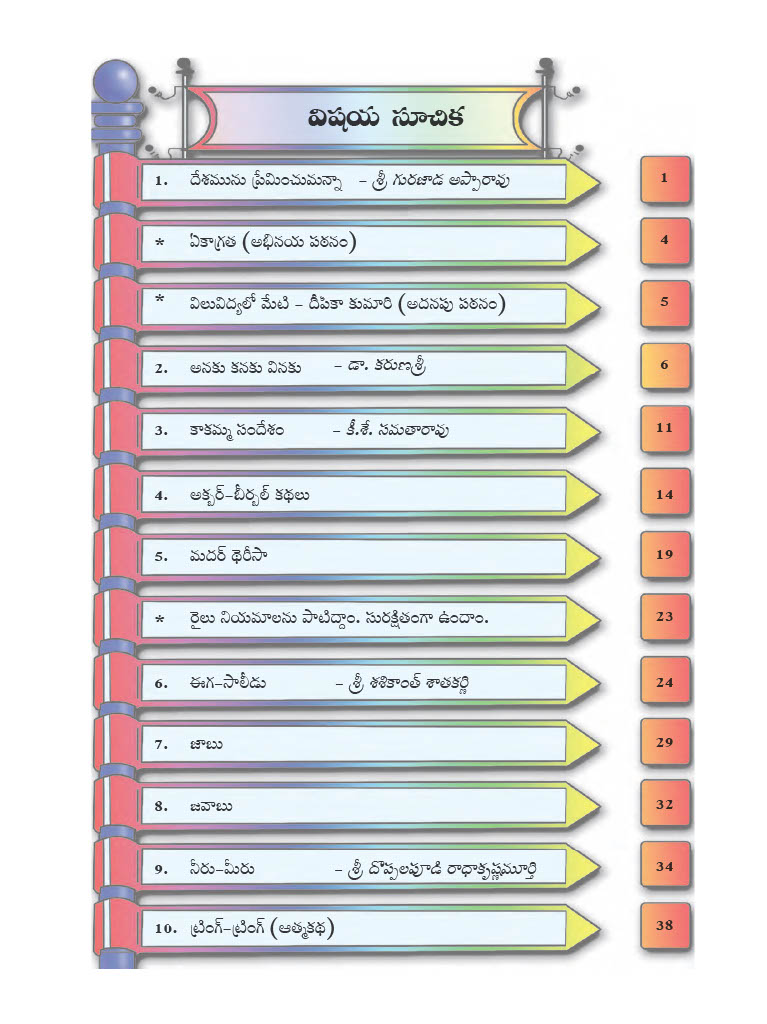 విషయ సూచిక
1. దేశమును ప్రేమించుమన్నా – శ్రీ గురజాడ అప్పారావు 1
* ఏకాగ్రత (అభినయ పఠనం) 4
* విలువిద్యలో మేటి – దీపికా కుమారి (అదనపు పఠనం) 5
2. అనకు కనకు వినకు – డా. కరుణశ్రీ 6
3. కాకమ్మ సందేశం – కీ.శే. సమతారావు 11
4. అక్బర్–బీర్బల్ కథలు 14
5. మదర్ థెరీసా 19
* రైలు నియమాలను పాటిద్దాం. సురక్షితంగా ఉందాం. 23
6. ఈగ–సాలీడు – శ్రీ శశికాంత్ శాతకర్ణి 24
7. జాబు 29
8. జవాబు 32
9. నీరు–మీరు – శ్రీ దొప్పలపూడి రాధాకృష్ణమూర్తి 34
10. ట్రింగ్–ట్రింగ్ (ఆత్మకథ) 38